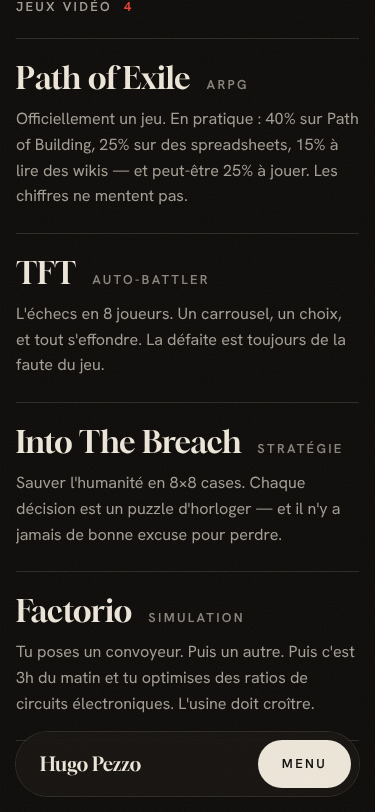 JEUX VIDÉO 4
Path of Exile ARPG
Officiellement un jeu. En pratique : 40% sur Path
of Building, 25% sur des spreadsheets, 15% à
lire des wikis — et peut-être 25% à jouer. Les
chiffres ne mentent pas.
TFT AUTO-BATTLER
L'échecs en 8 joueurs. Un carrousel, un choix,
et tout s'effondre. La défaite est toujours de la
faute du jeu.
Into The Breach STRATÉGIE
Sauver l'humanité en 8×8 cases. Chaque
décision est un puzzle d'horloger — et il n'y a
jamais de bonne excuse pour perdre.
Factorio SIMULATION
Tu poses un convoyeur. Puis un autre. Puis c'est
3h du matin et tu optimises des ratios de
circuits électroniques. L'usine doit croître.
Hugo Pezzo MENU